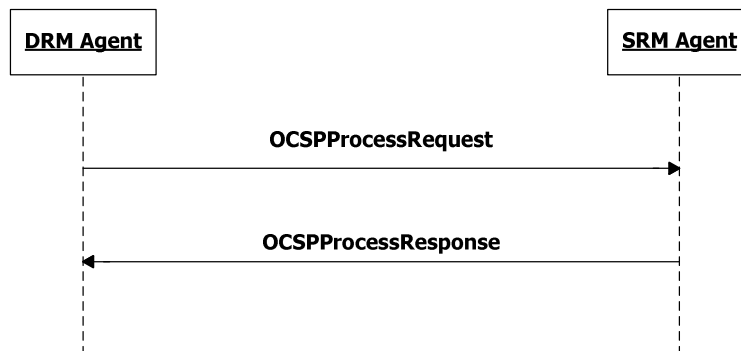 DRM Agent
SRM Agent
OCSPProcessRequest
OCSPProcessResponse